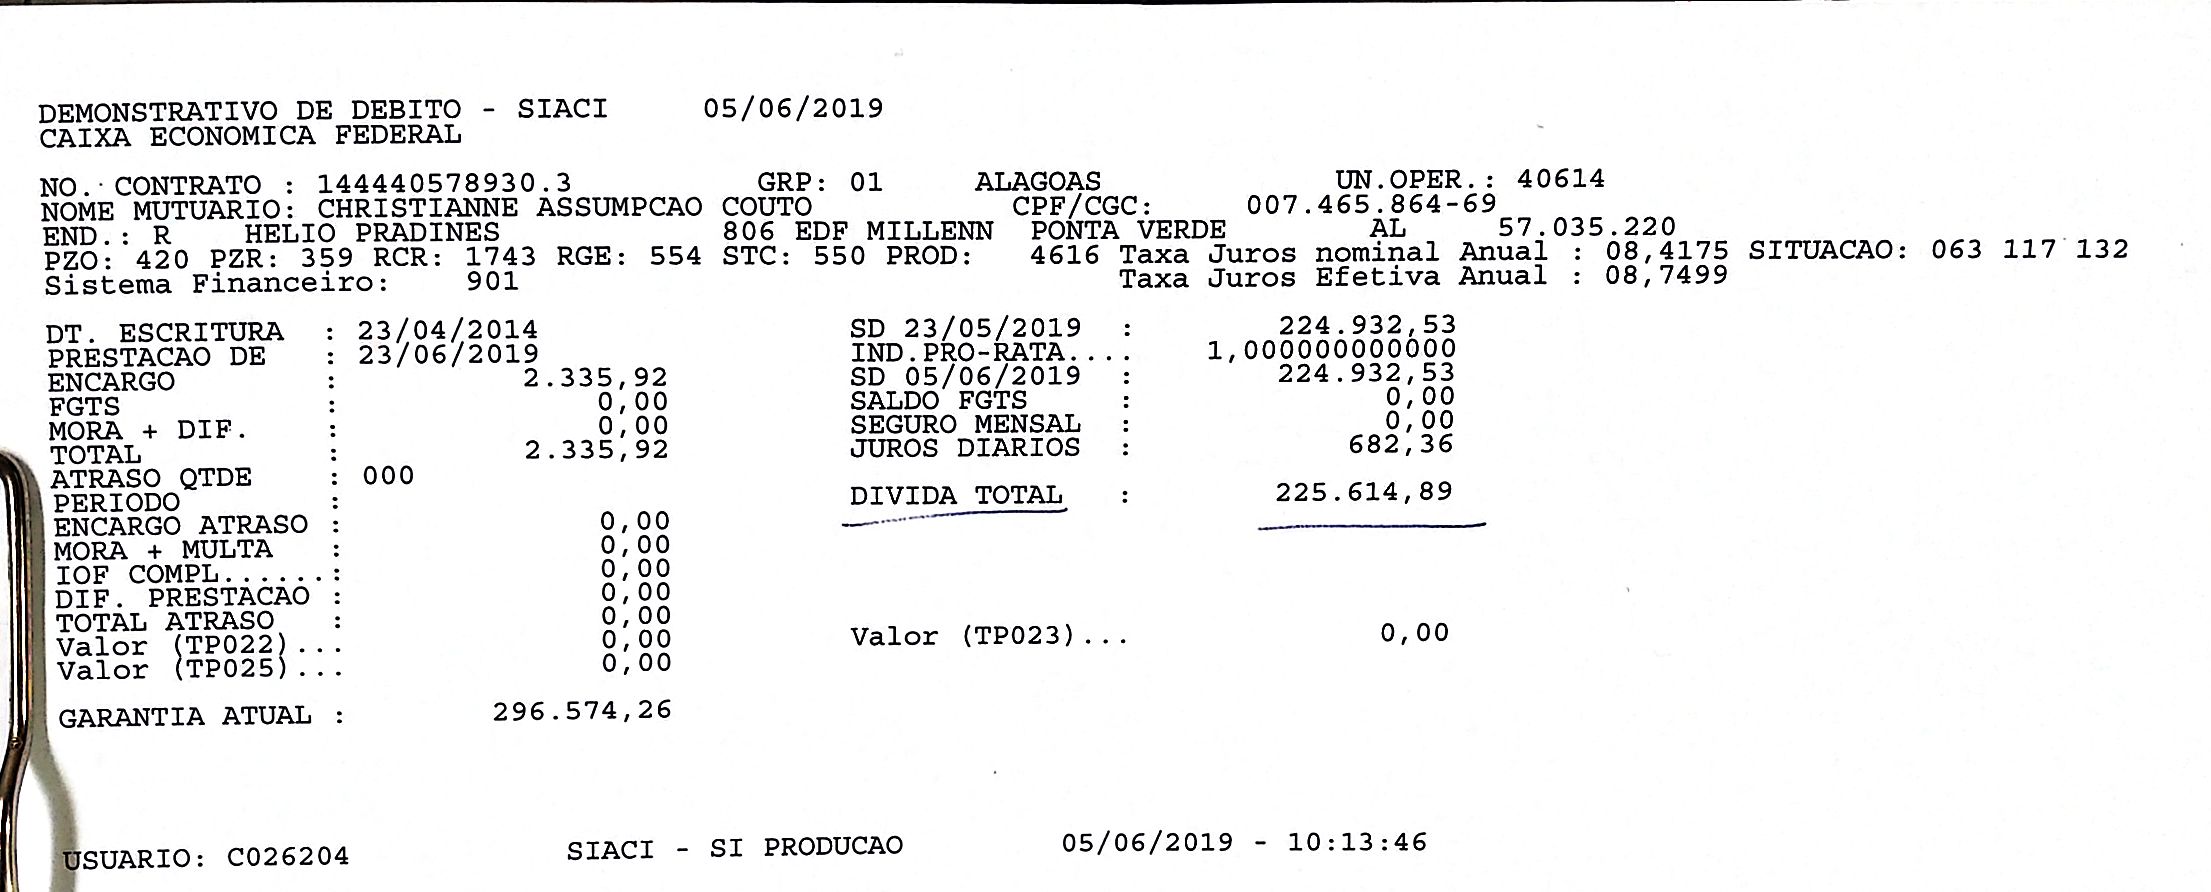 DEMONSTRATIVO DE DEBITO - SIACI 05/06/2019
CAIXA ECONOMICA FEDERAL
NO. CONTRATO : 144440578930.3 GRP: 01 ALAGOAS UN.OPER.: 40614
NOME MUTUARIO: CHRISTIANNE ASSUMPCAO COUTO CPF/CGC: 007.465.864-69
END.: R HELIO PRADINES 806 EDF MILLENN PONTA VERDE AL 57.035.220
PZO: 420 PZR: 359 RCR: 1743 RGE: 554 STC: 550 PROD: 4616 Taxa Juros nominal Anual : 08,4175 SITUACAO: 063 117 132
Sistema Financeiro: 901 Taxa Juros Efetiva Anual : 08,7499
DT. ESCRITURA : 23/04/2014 SD 23/05/2019 : 224.932,53
PRESTACAO DE : 23/06/2019 IND.PRO-RATA.... 1,000000000000
ENCARGO : 2.335,92 SD 05/06/2019 : 224.932,53
FGTS : 0,00 SALDO FGTS : 0,00
MORA + DIF. : 0,00 SEGURO MENSAL : 0,00
TOTAL : 2.335,92 JUROS DIARIOS : 682,36
ATRASO QTDE : 000
PERIODO : DIVIDA TOTAL : 225.614,89
ENCARGO ATRASO : 0,00
MORA + MULTA : 0,00
IOF COMPL......: 0,00
DIF. PRESTACAO : 0,00
TOTAL ATRASO : 0,00
Valor (TP022)... 0,00 Valor (TP023)... 0,00
Valor (TP025)... 0,00
GARANTIA ATUAL : 296.574,26
USUARIO: C026204 SIACI - SI PRODUCAO 05/06/2019 - 10:13:46